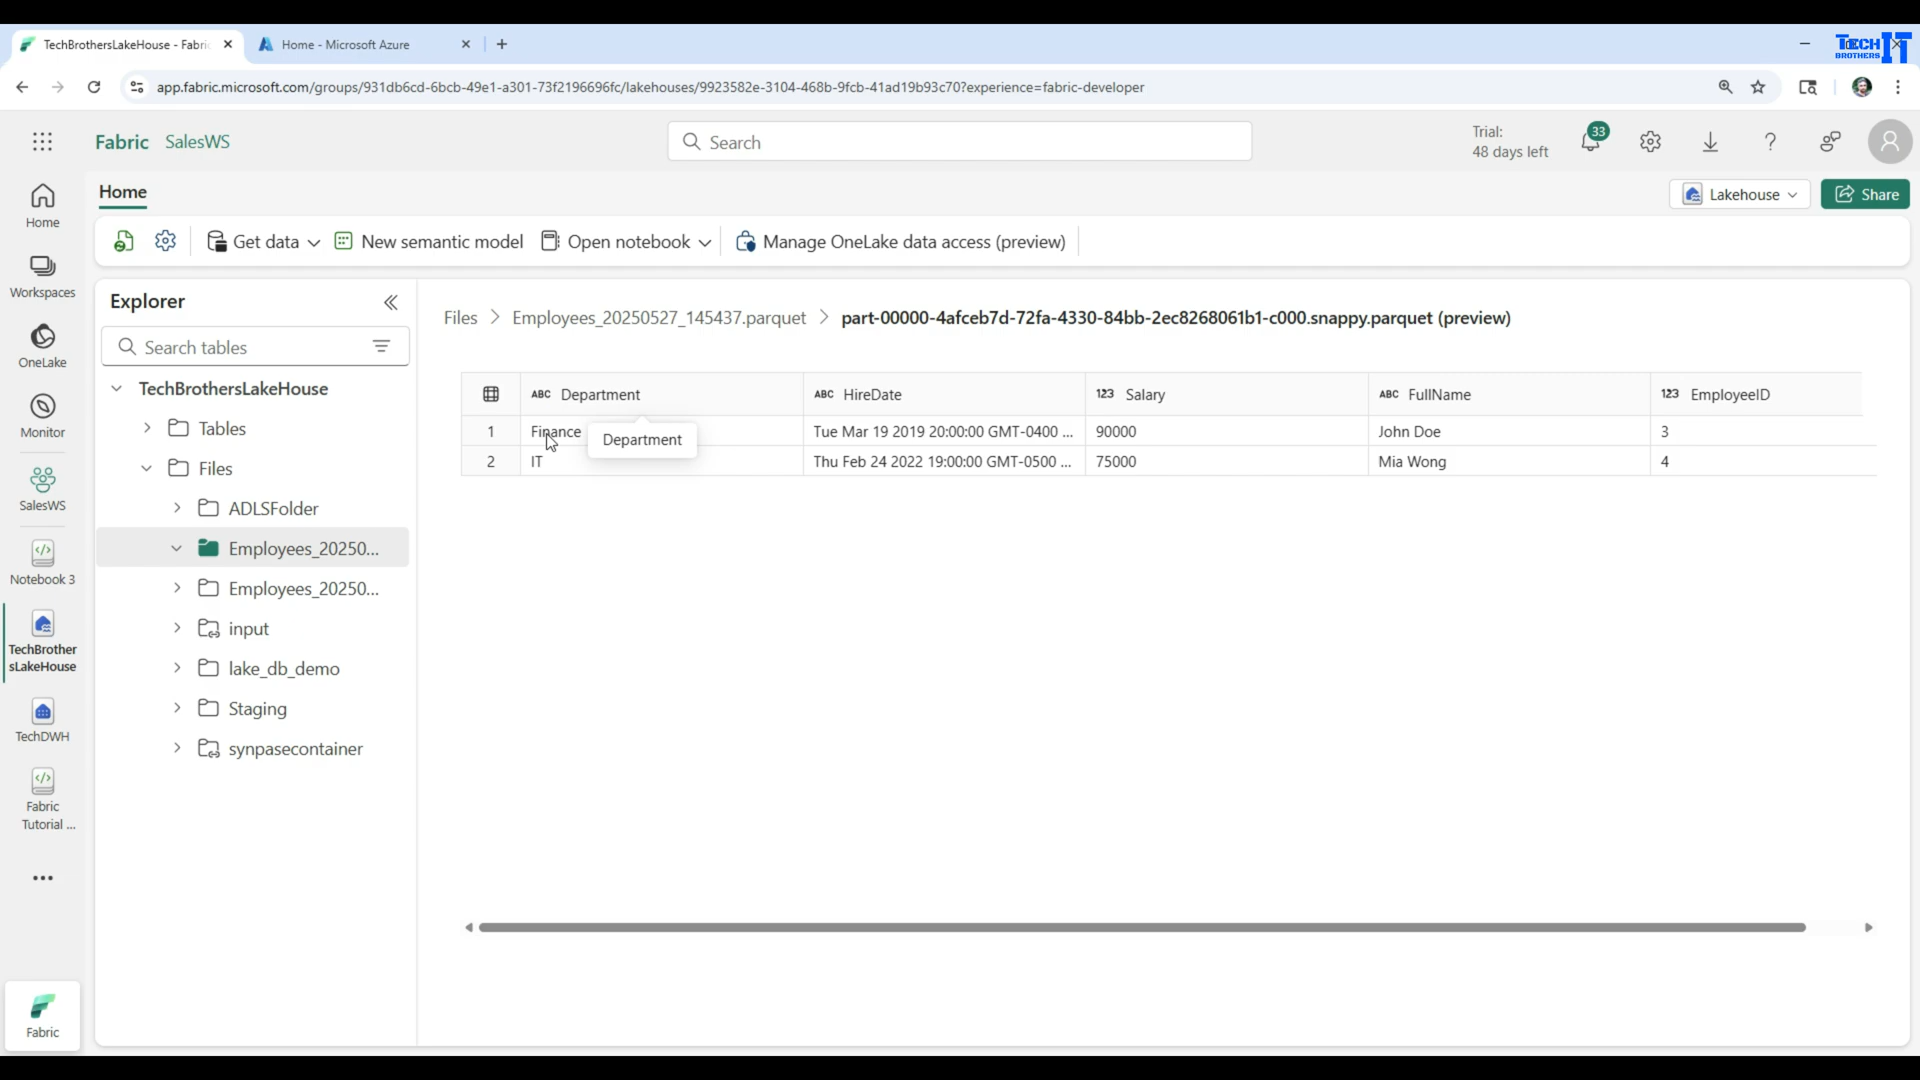 TechBrothersLakeHouse - Fabric
Home - Microsoft Azure
TECH IT
BROTHERS
app.fabric.microsoft.com/groups/931db6cd-6bcb-49e1-a301-73f2196696fc/lakehouses/9923582e-3104-468b-9fcb-41ad19b93c70?experience=fabric-developer
Fabric SalesWS
Search
Trial:
48 days left
33
Home
Lakehouse
Share
Get data
New semantic model
Open notebook
Manage OneLake data access (preview)
Home
Workspaces
OneLake
Monitor
SalesWS
Notebook 3
TechBrother
sLakeHouse
TechDWH
Fabric
Tutorial ...
Fabric
Explorer
Search tables
TechBrothersLakeHouse
Tables
Files
ADLSFolder
Employees_20250...
Employees_20250...
input
lake_db_demo
Staging
synpasecontainer
Files > Employees_20250527_145437.parquet > part-00000-4afceb7d-72fa-4330-84bb-2ec8268061b1-c000.snappy.parquet (preview)
ABC Department ABC HireDate 123 Salary ABC FullName 123 EmployeeID
1 Finance Tue Mar 19 2019 20:00:00 GMT-0400 ... 90000 John Doe 3
Department
2 IT Thu Feb 24 2022 19:00:00 GMT-0500 ... 75000 Mia Wong 4